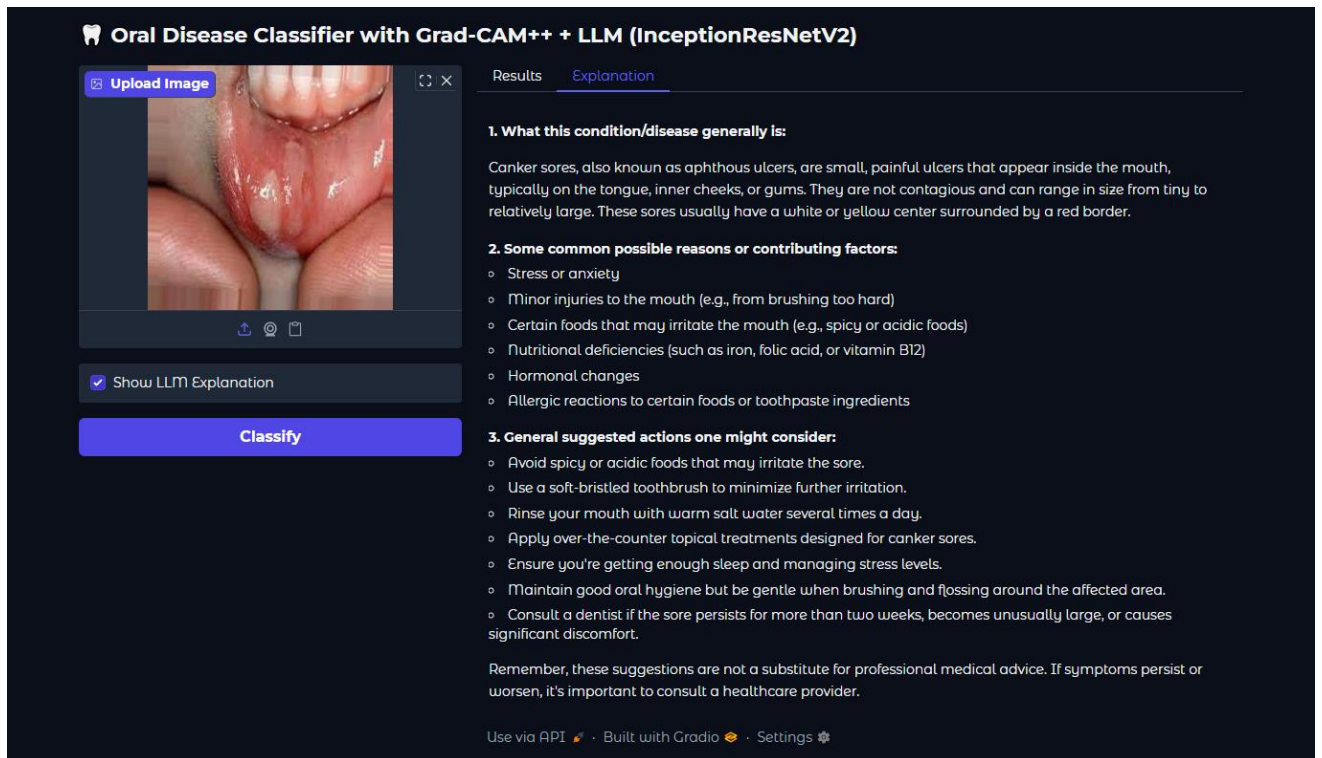 🦷 Oral Disease Classifier with Grad-CAM++ + LLM (InceptionResNetV2)
Upload Image
Results Explanation
1. What this condition/disease generally is:
Canker sores, also known as aphthous ulcers, are small, painful ulcers that appear inside the mouth,
typically on the tongue, inner cheeks, or gums. They are not contagious and can range in size from tiny to
relatively large. These sores usually have a white or yellow center surrounded by a red border.
2. Some common possible reasons or contributing factors:
Stress or anxiety
Minor injuries to the mouth (e.g., from brushing too hard)
Certain foods that may irritate the mouth (e.g., spicy or acidic foods)
Nutritional deficiencies (such as iron, folic acid, or vitamin B12)
Hormonal changes
Allergic reactions to certain foods or toothpaste ingredients
Show LLM Explanation
Classify
3. General suggested actions one might consider:
Avoid spicy or acidic foods that may irritate the sore.
Use a soft-bristled toothbrush to minimize further irritation.
Rinse your mouth with warm salt water several times a day.
Apply over-the-counter topical treatments designed for canker sores.
Ensure you're getting enough sleep and managing stress levels.
Maintain good oral hygiene but be gentle when brushing and flossing around the affected area.
Consult a dentist if the sore persists for more than two weeks, becomes unusually large, or causes
significant discomfort.
Remember, these suggestions are not a substitute for professional medical advice. If symptoms persist or
worsen, it's important to consult a healthcare provider.
Use via API · Built with Gradio · Settings